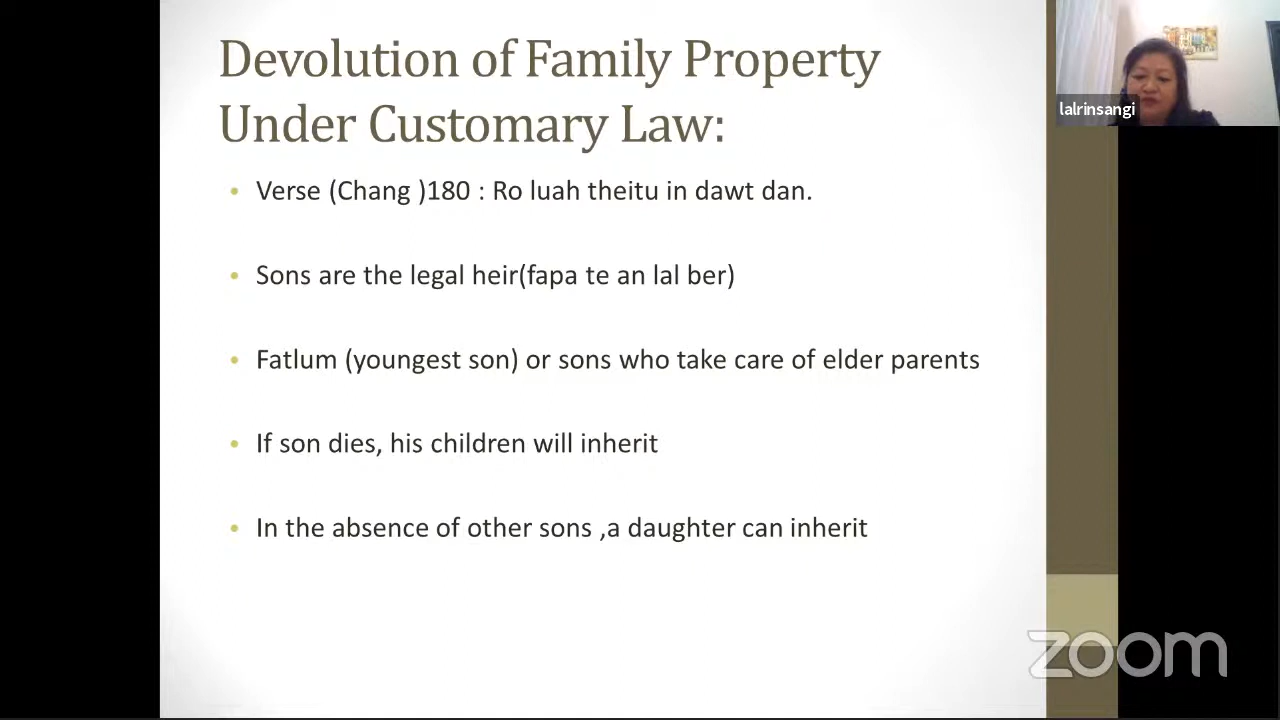 Devolution of Family Property
Under Customary Law:
• Verse (Chang )180 : Ro luah theitu in dawt dan.
• Sons are the legal heir(fapa te an lal ber)
• Fatlum (youngest son) or sons who take care of elder parents
• If son dies, his children will inherit
• In the absence of other sons ,a daughter can inherit
lalrinsangi
zoom